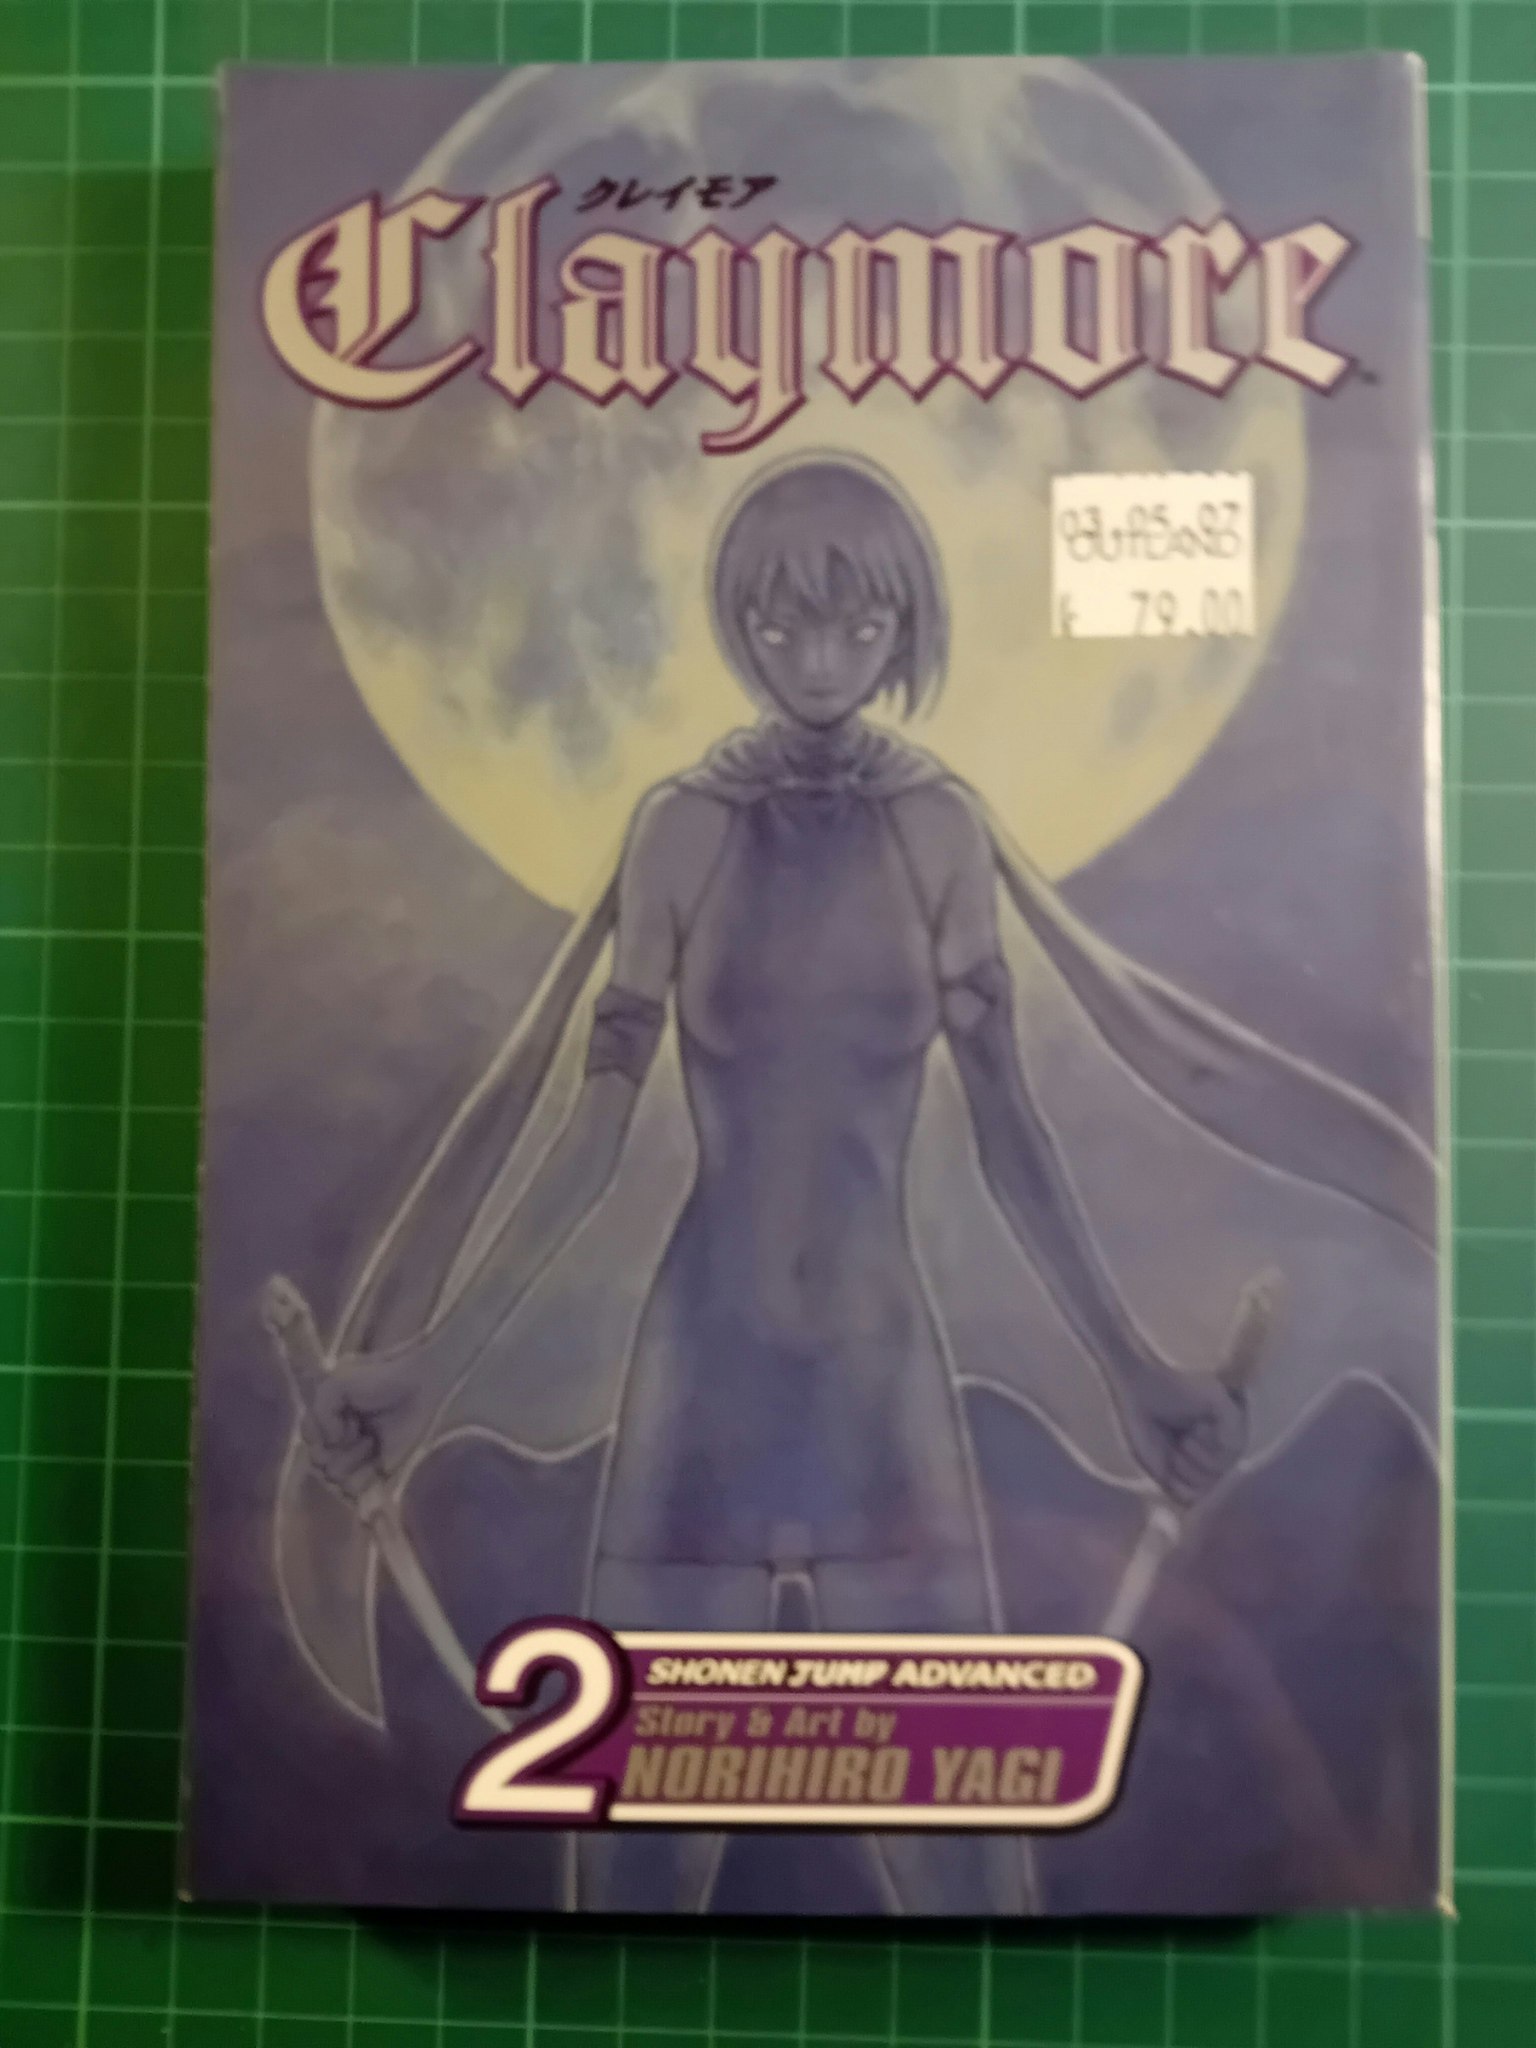 クレイモア
Claymore™
03.05.07
OUTLAND
79.00
2
SHONEN JUMP ADVANCED
Story & Art by
NORIHIRO YAGI